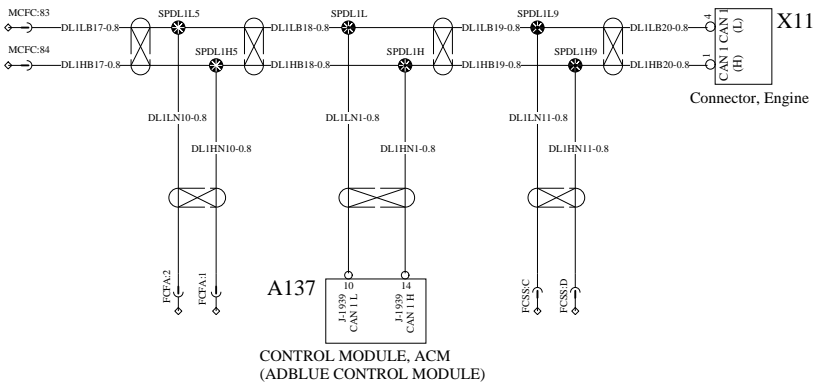 MCFC:83
DL1LB17-0.8
SPDL1L5
DL1LB18-0.8
SPDL1L
DL1LB19-0.8
SPDL1L9
DL1LB20-0.8
4
CAN 1
(L)
X11
MCFC:84
DL1HB17-0.8
SPDL1H5
DL1HB18-0.8
SPDL1H
DL1HB19-0.8
SPDL1H9
DL1HB20-0.8
1
CAN 1
(H)
Connector, Engine
DL1LN10-0.8
DL1LN1-0.8
DL1LN11-0.8
DL1HN10-0.8
DL1HN1-0.8
DL1HN11-0.8
FCFA:2
FCFA:1
A137
10
J-1939
CAN 1 L
14
J-1939
CAN 1 H
FCSS:C
FCSS:D
CONTROL MODULE, ACM
(ADBLUE CONTROL MODULE)